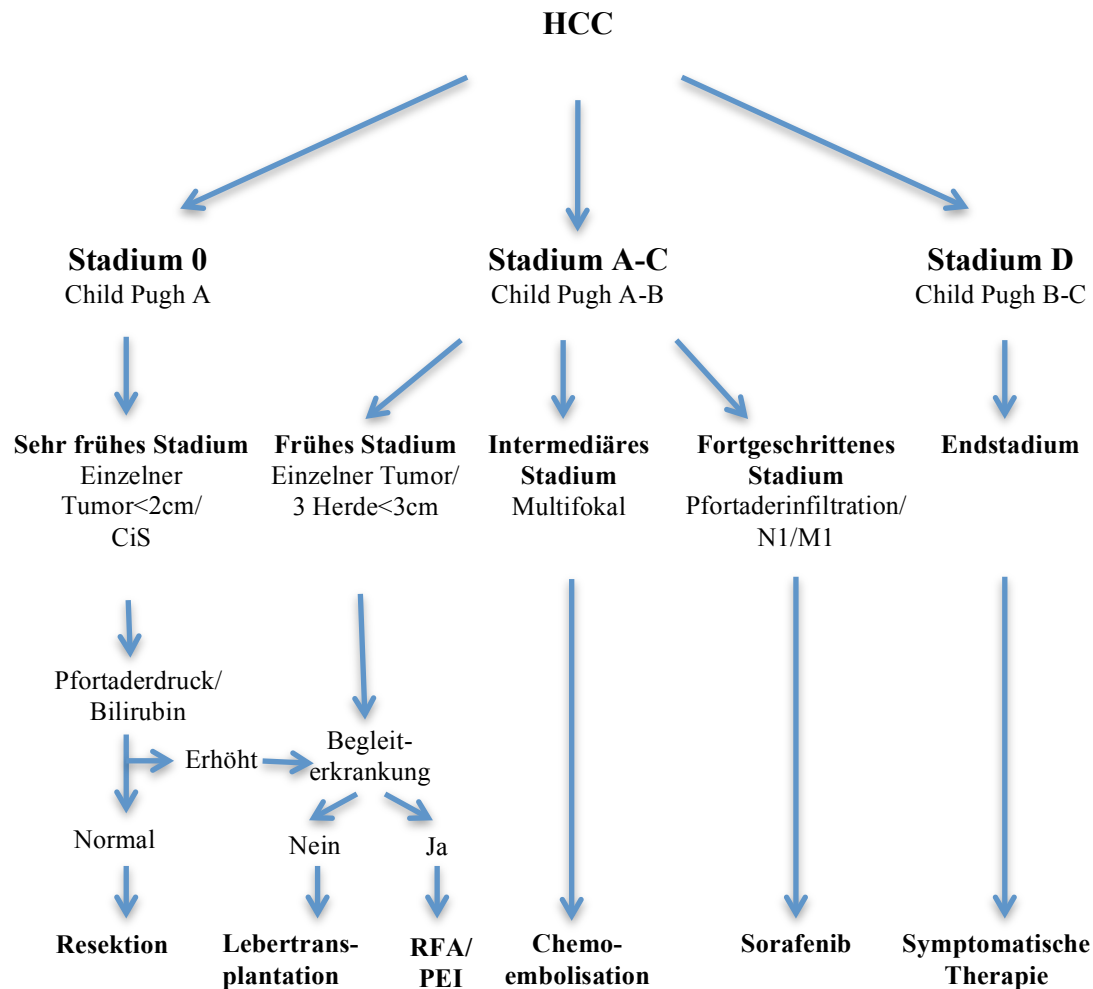 HCC
Stadium 0
Child Pugh A
Stadium A-C
Child Pugh A-B
Stadium D
Child Pugh B-C
Sehr frühes Stadium
Einzelner
Tumor<2cm/
CiS
Frühes Stadium
Einzelner Tumor/
3 Herde<3cm
Intermediäres
Stadium
Multifokal
Fortgeschrittenes
Stadium
Pfortaderinfiltration/
N1/M1
Endstadium
Pfortaderdruck/
Bilirubin
Erhöht
Begleit-
erkrankung
Normal
Nein
Ja
Resektion
Lebertrans-
plantation
RFA/
PEI
Chemo-
embolisation
Sorafenib
Symptomatische
Therapie